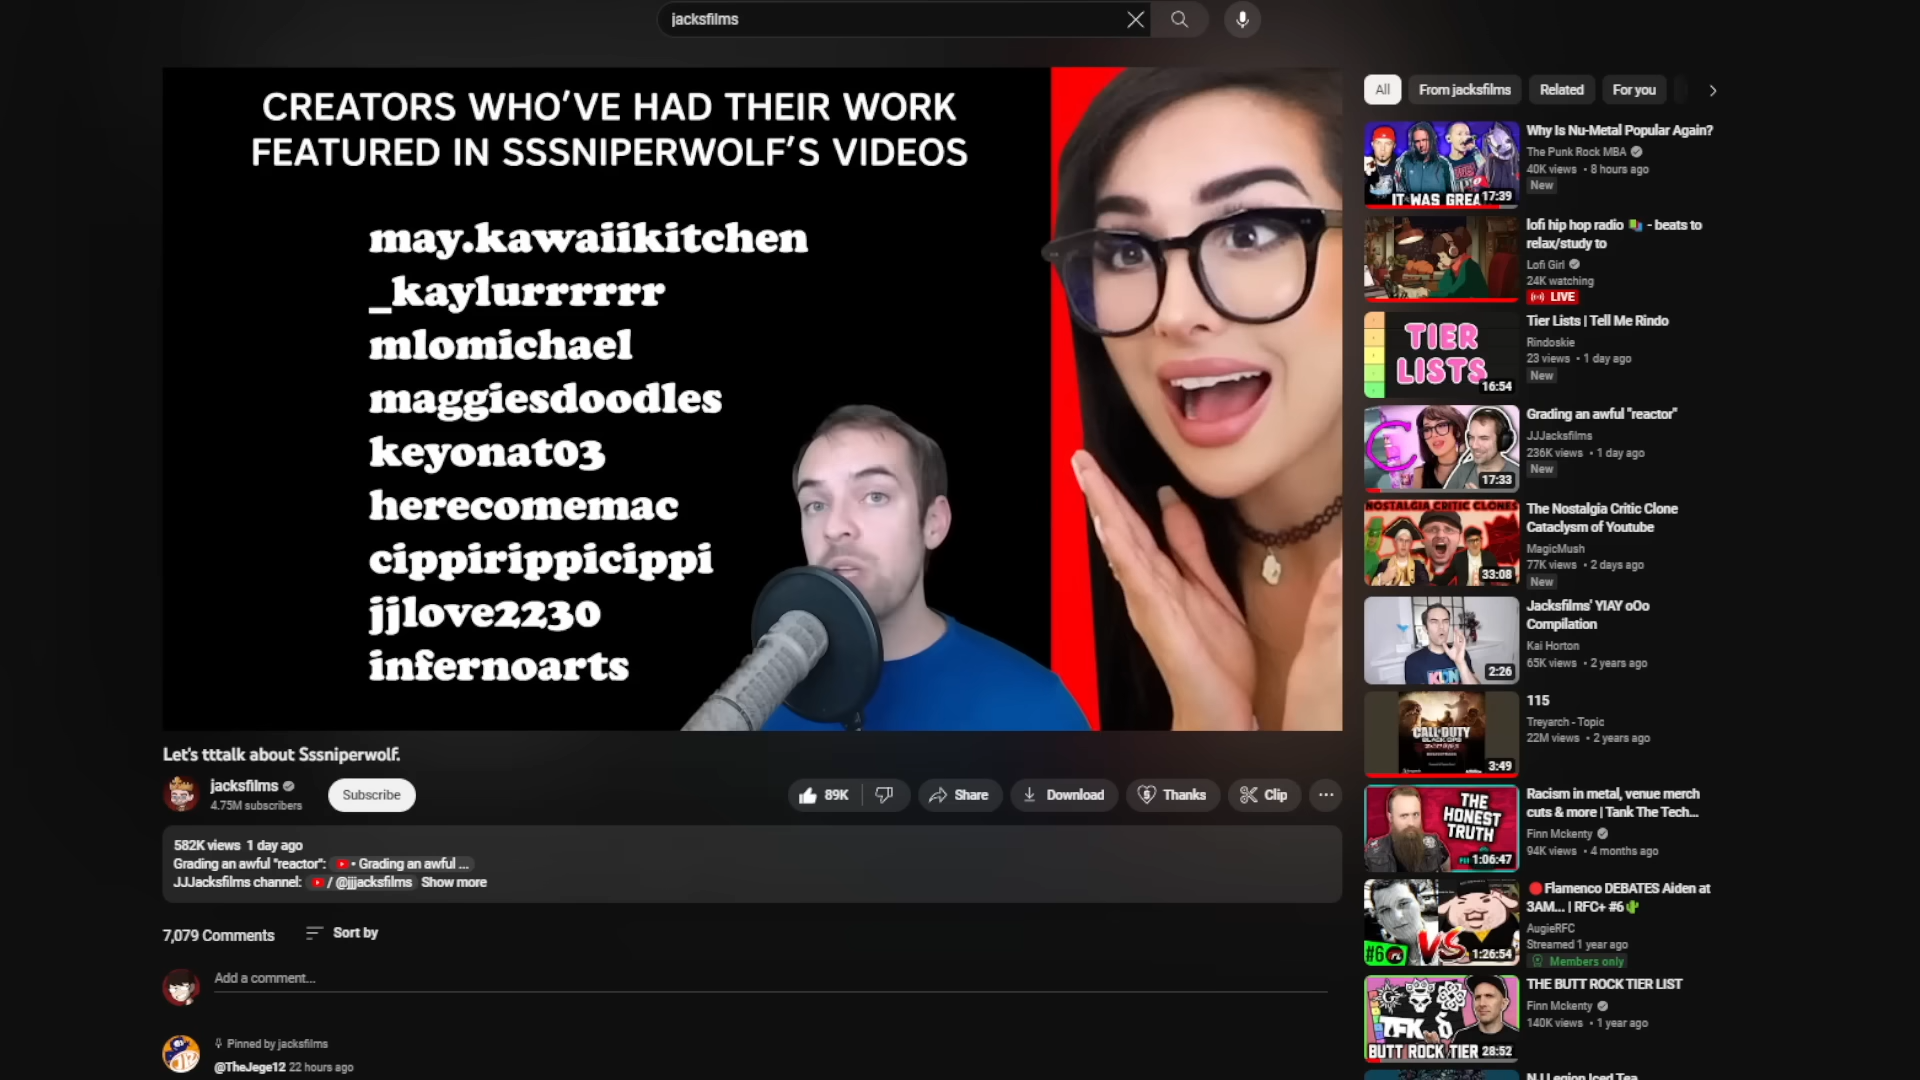 jacksfilms
CREATORS WHO'VE HAD THEIR WORK
FEATURED IN SSSNIPERWOLF'S VIDEOS
may.kawaiikitchen
_kaylurrrrrr
mlomichael
maggiesdoodles
keyonat03
herecomemac
cippirippicippi
jjlove2230
infernoarts
Let's tttalk about Sssniperwolf.
jacksfilms
4.75M subscribers
Subscribe
89K
Share
Download
Thanks
Clip
582K views 1 day ago
Grading an awful "reactor": • Grading an awful ...
JJJacksfilms channel: / @jjjacksfilms Show more
7,079 Comments
Sort by
Add a comment...
Pinned by jacksfilms
@TheJege12 22 hours ago
All
From jacksfilms
Related
For you
IT WAS GREA
17:39
Why Is Nu-Metal Popular Again?
The Punk Rock MBA
40K views • 8 hours ago
New
lofi hip hop radio - beats to
relax/study to
Lofi Girl
24K watching
LIVE
TIER
LISTS
16:54
Tier Lists | Tell Me Rindo
Rindoskie
23 views • 1 day ago
New
17:33
Grading an awful "reactor"
JJJacksfilms
236K views • 1 day ago
New
NOSTALGIA CRITIC CLONES
33:08
The Nostalgia Critic Clone
Cataclysm of Youtube
MagicMush
77K views • 2 days ago
New
2:26
Jacksfilms' YIAY oOo
Compilation
Kai Horton
65K views • 2 years ago
CALL DUTY
3:49
115
Treyarch - Topic
22M views • 2 years ago
THE
HONEST
TRUTH
1:06:47
Racism in metal, venue merch
cuts & more | Tank The Tech...
Finn Mckenty
94K views • 4 months ago
#6
VS
1:26:54
Flamenco DEBATES Aiden at
3AM... | RFC+ #6
AugieRFC
Streamed 1 year ago
Members only
BUTT ROCK TIER
28:52
THE BUTT ROCK TIER LIST
Finn Mckenty
140K views • 1 year ago